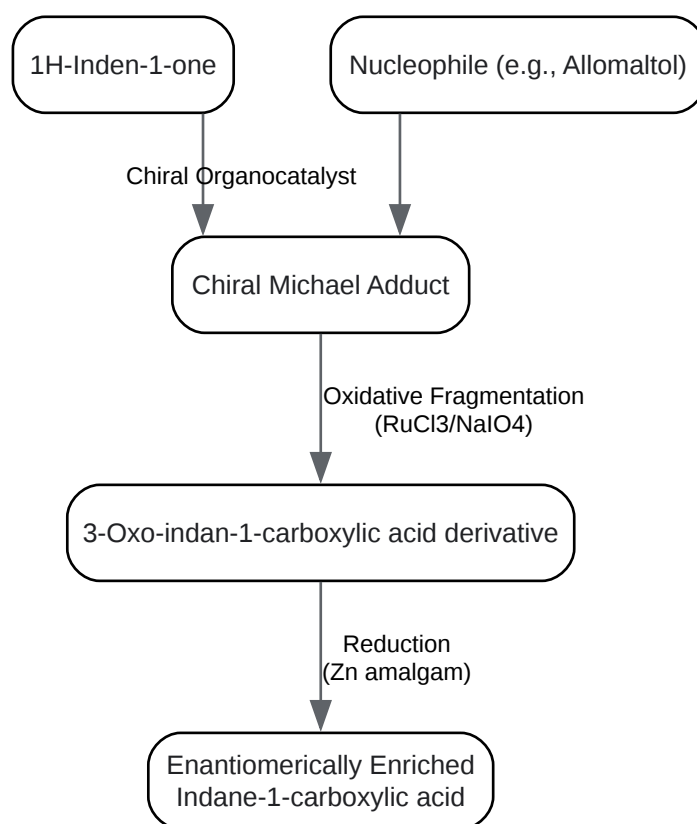 1H-Inden-1-one
Nucleophile (e.g., Allomaltol)
Chiral Organocatalyst
Chiral Michael Adduct
Oxidative Fragmentation
(RuCl3/NaIO4)
3-Oxo-indan-1-carboxylic acid derivative
Reduction
(Zn amalgam)
Enantiomerically Enriched
Indane-1-carboxylic acid